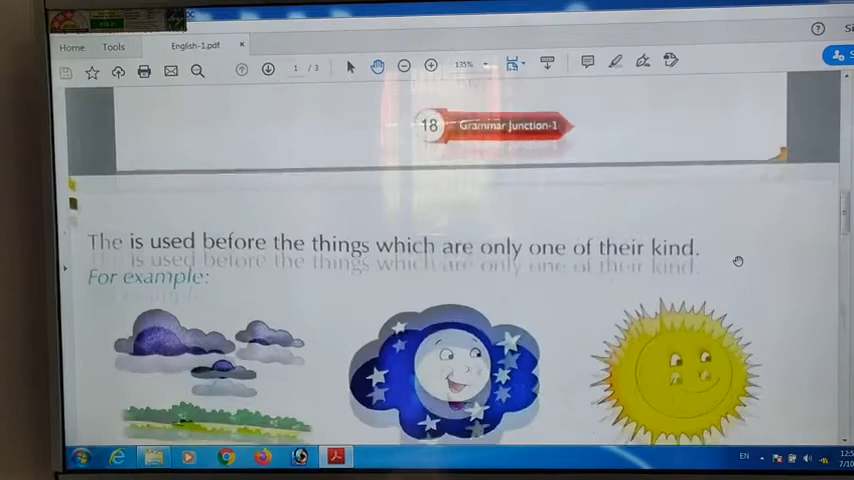 English-1.pdf
Home Tools
1 / 3
135%
18 Grammar Junction-1
The is used before the things which are only one of their kind.
For example:
EN